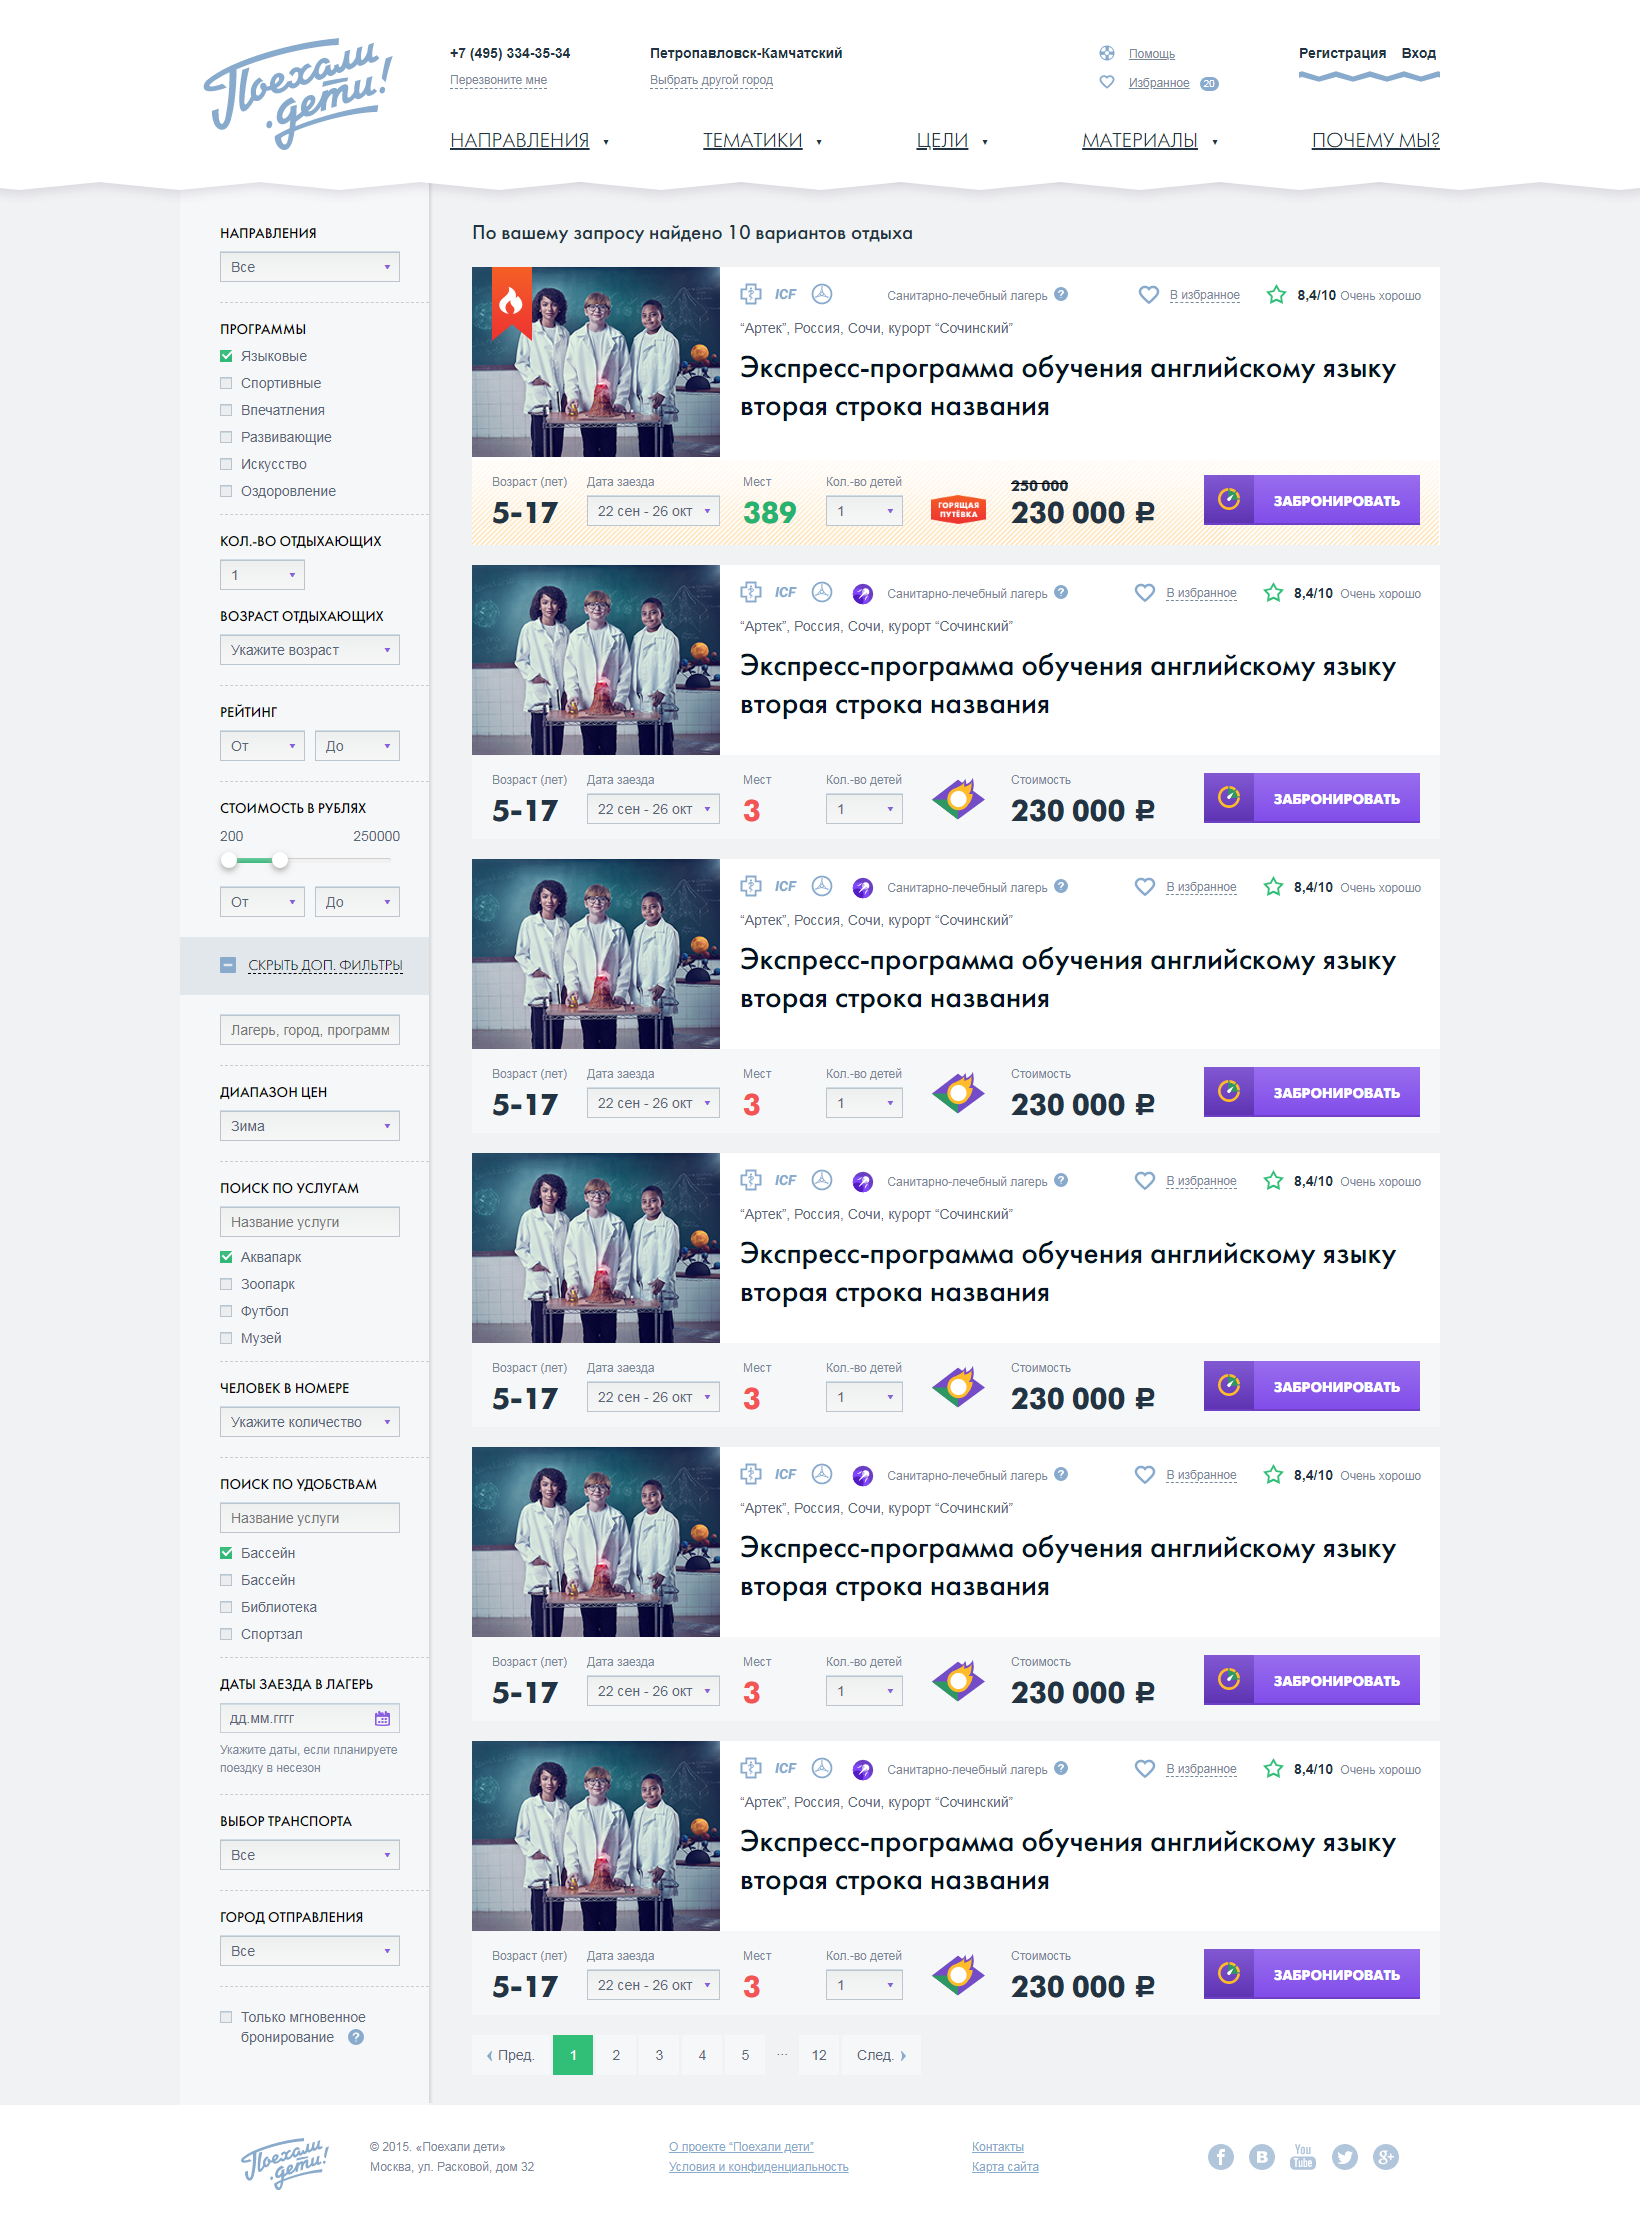 Поехали
.дети!
+7 (495) 334-35-34
Перезвоните мне
Петропавловск-Камчатский
Выбрать другой город
Помощь
Избранное 20
Регистрация Вход
НАПРАВЛЕНИЯ ТЕМАТИКИ ЦЕЛИ МАТЕРИАЛЫ ПОЧЕМУ МЫ?
НАПРАВЛЕНИЯ
Все
ПРОГРАММЫ
Языковые
Спортивные
Впечатления
Развивающие
Искусство
Оздоровление
КОЛ.-ВО ОТДЫХАЮЩИХ
1
ВОЗРАСТ ОТДЫХАЮЩИХ
Укажите возраст
РЕЙТИНГ
От До
СТОИМОСТЬ В РУБЛЯХ
200 250000
От До
СКРЫТЬ ДОП. ФИЛЬТРЫ
Лагерь, город, программ
ДИАПАЗОН ЦЕН
Зима
ПОИСК ПО УСЛУГАМ
Название услуги
Аквапарк
Зоопарк
Футбол
Музей
ЧЕЛОВЕК В НОМЕРЕ
Укажите количество
ПОИСК ПО УДОБСТВАМ
Название услуги
Бассейн
Бассейн
Библиотека
Спортзал
ДАТЫ ЗАЕЗДА В ЛАГЕРЬ
дд.мм.гггг
Укажите даты, если планируете
поездку в несезон
ВЫБОР ТРАНСПОРТА
Все
ГОРОД ОТПРАВЛЕНИЯ
Все
Только мгновенное
бронирование ?
По вашему запросу найдено 10 вариантов отдыха
ICF Санитарно-лечебный лагерь ? В избранное 8,4/10 Очень хорошо
“Артек”, Россия, Сочи, курорт “Сочинский”
Экспресс-программа обучения английскому языку
вторая строка названия
Возраст (лет) Дата заезда Мест Кол.-во детей 250 000
5-17 22 сен - 26 окт 389 1 ГОРЯЩАЯ ПУТЁВКА 230 000 ₽ ЗАБРОНИРОВАТЬ
ICF Санитарно-лечебный лагерь ? В избранное 8,4/10 Очень хорошо
“Артек”, Россия, Сочи, курорт “Сочинский”
Экспресс-программа обучения английскому языку
вторая строка названия
Возраст (лет) Дата заезда Мест Кол.-во детей Стоимость
5-17 22 сен - 26 окт 3 1 230 000 ₽ ЗАБРОНИРОВАТЬ
ICF Санитарно-лечебный лагерь ? В избранное 8,4/10 Очень хорошо
“Артек”, Россия, Сочи, курорт “Сочинский”
Экспресс-программа обучения английскому языку
вторая строка названия
Возраст (лет) Дата заезда Мест Кол.-во детей Стоимость
5-17 22 сен - 26 окт 3 1 230 000 ₽ ЗАБРОНИРОВАТЬ
ICF Санитарно-лечебный лагерь ? В избранное 8,4/10 Очень хорошо
“Артек”, Россия, Сочи, курорт “Сочинский”
Экспресс-программа обучения английскому языку
вторая строка названия
Возраст (лет) Дата заезда Мест Кол.-во детей Стоимость
5-17 22 сен - 26 окт 3 1 230 000 ₽ ЗАБРОНИРОВАТЬ
ICF Санитарно-лечебный лагерь ? В избранное 8,4/10 Очень хорошо
“Артек”, Россия, Сочи, курорт “Сочинский”
Экспресс-программа обучения английскому языку
вторая строка названия
Возраст (лет) Дата заезда Мест Кол.-во детей Стоимость
5-17 22 сен - 26 окт 3 1 230 000 ₽ ЗАБРОНИРОВАТЬ
ICF Санитарно-лечебный лагерь ? В избранное 8,4/10 Очень хорошо
“Артек”, Россия, Сочи, курорт “Сочинский”
Экспресс-программа обучения английскому языку
вторая строка названия
Возраст (лет) Дата заезда Мест Кол.-во детей Стоимость
5-17 22 сен - 26 окт 3 1 230 000 ₽ ЗАБРОНИРОВАТЬ
Пред. 1 2 3 4 5 ... 12 След.
Поехали
.дети!
© 2015. «Поехали дети»
Москва, ул. Расковой, дом 32
О проекте “Поехали дети”
Условия и конфиденциальность
Контакты
Карта сайта
f B You Tube g+